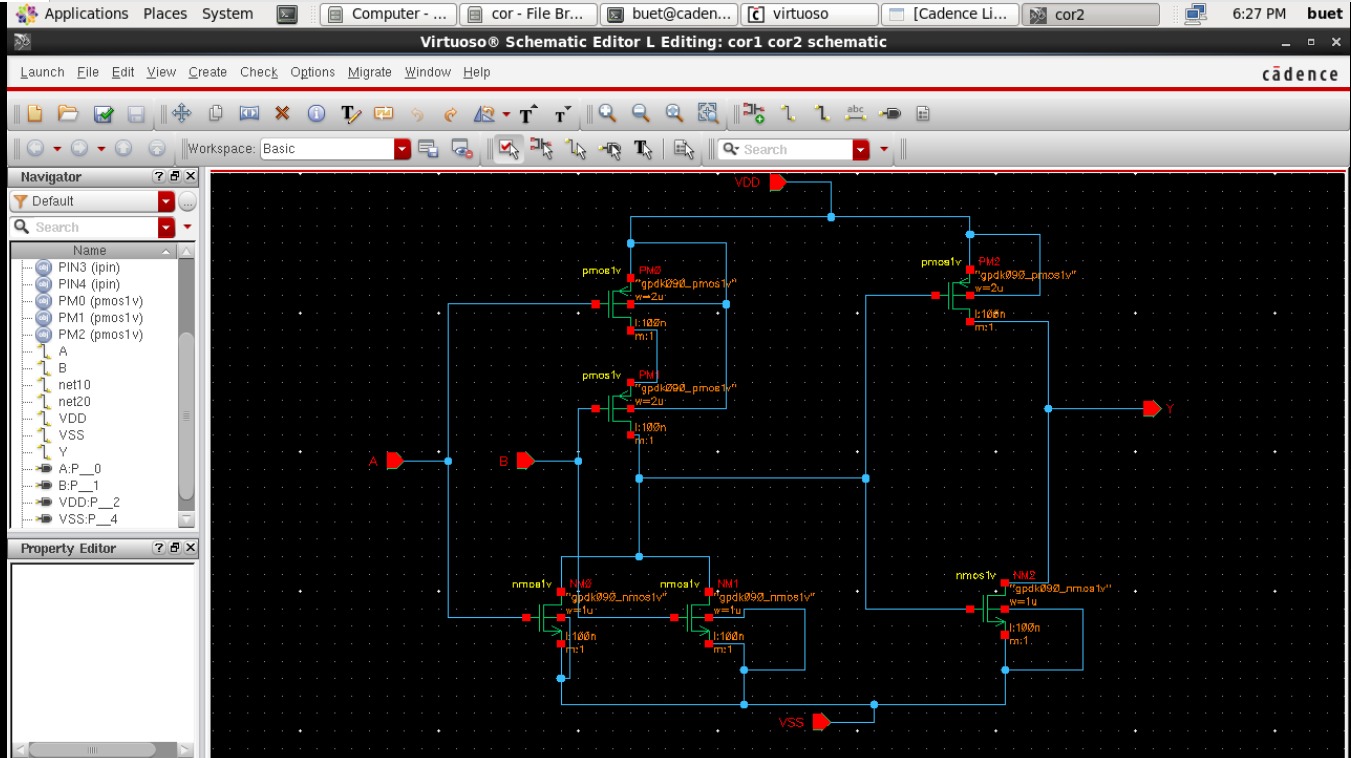 Applications Places System Computer - ... cor - File Br... buet@caden... virtuoso [Cadence Li... cor2 6:27 PM buet
Virtuoso® Schematic Editor L Editing: cor1 cor2 schematic
Launch File Edit View Create Check Options Migrate Window Help cādence
Workspace: Basic Search
Navigator
Default
Search
Name
PIN3 (ipin)
PIN4 (ipin)
PM0 (pmos1v)
PM1 (pmos1v)
PM2 (pmos1v)
A
B
net10
net20
VDD
VSS
Y
A:P__0
B:P__1
VDD:P__2
VSS:P__4
Property Editor
VDD
pmos1v PM0
"gpdk090_pmos1v"
w=2u
l:100n
m:1
pmos1v PM2
"gpdk090_pmos1v"
w=2u
l:100n
m:1
pmos1v PM1
"gpdk090_pmos1v"
w=2u
l:100n
m:1
A
B
Y
nmos1v NM0
"gpdk090_nmos1v"
w=1u
l:100n
m:1
nmos1v NM1
"gpdk090_nmos1v"
w=1u
l:100n
m:1
nmos1v NM2
"gpdk090_nmos1v"
w=1u
l:100n
m:1
VSS